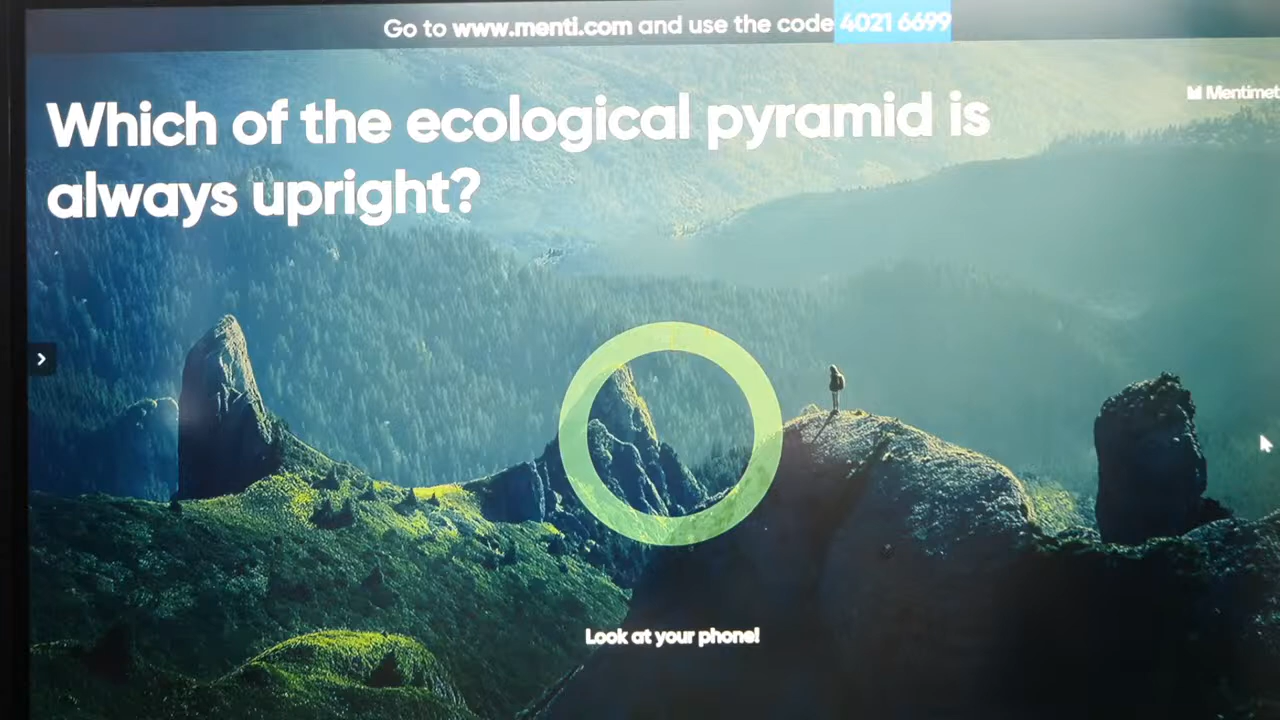 Go to www.menti.com and use the code 4021 6699
Mentimet
Which of the ecological pyramid is
always upright?
Look at your phone!